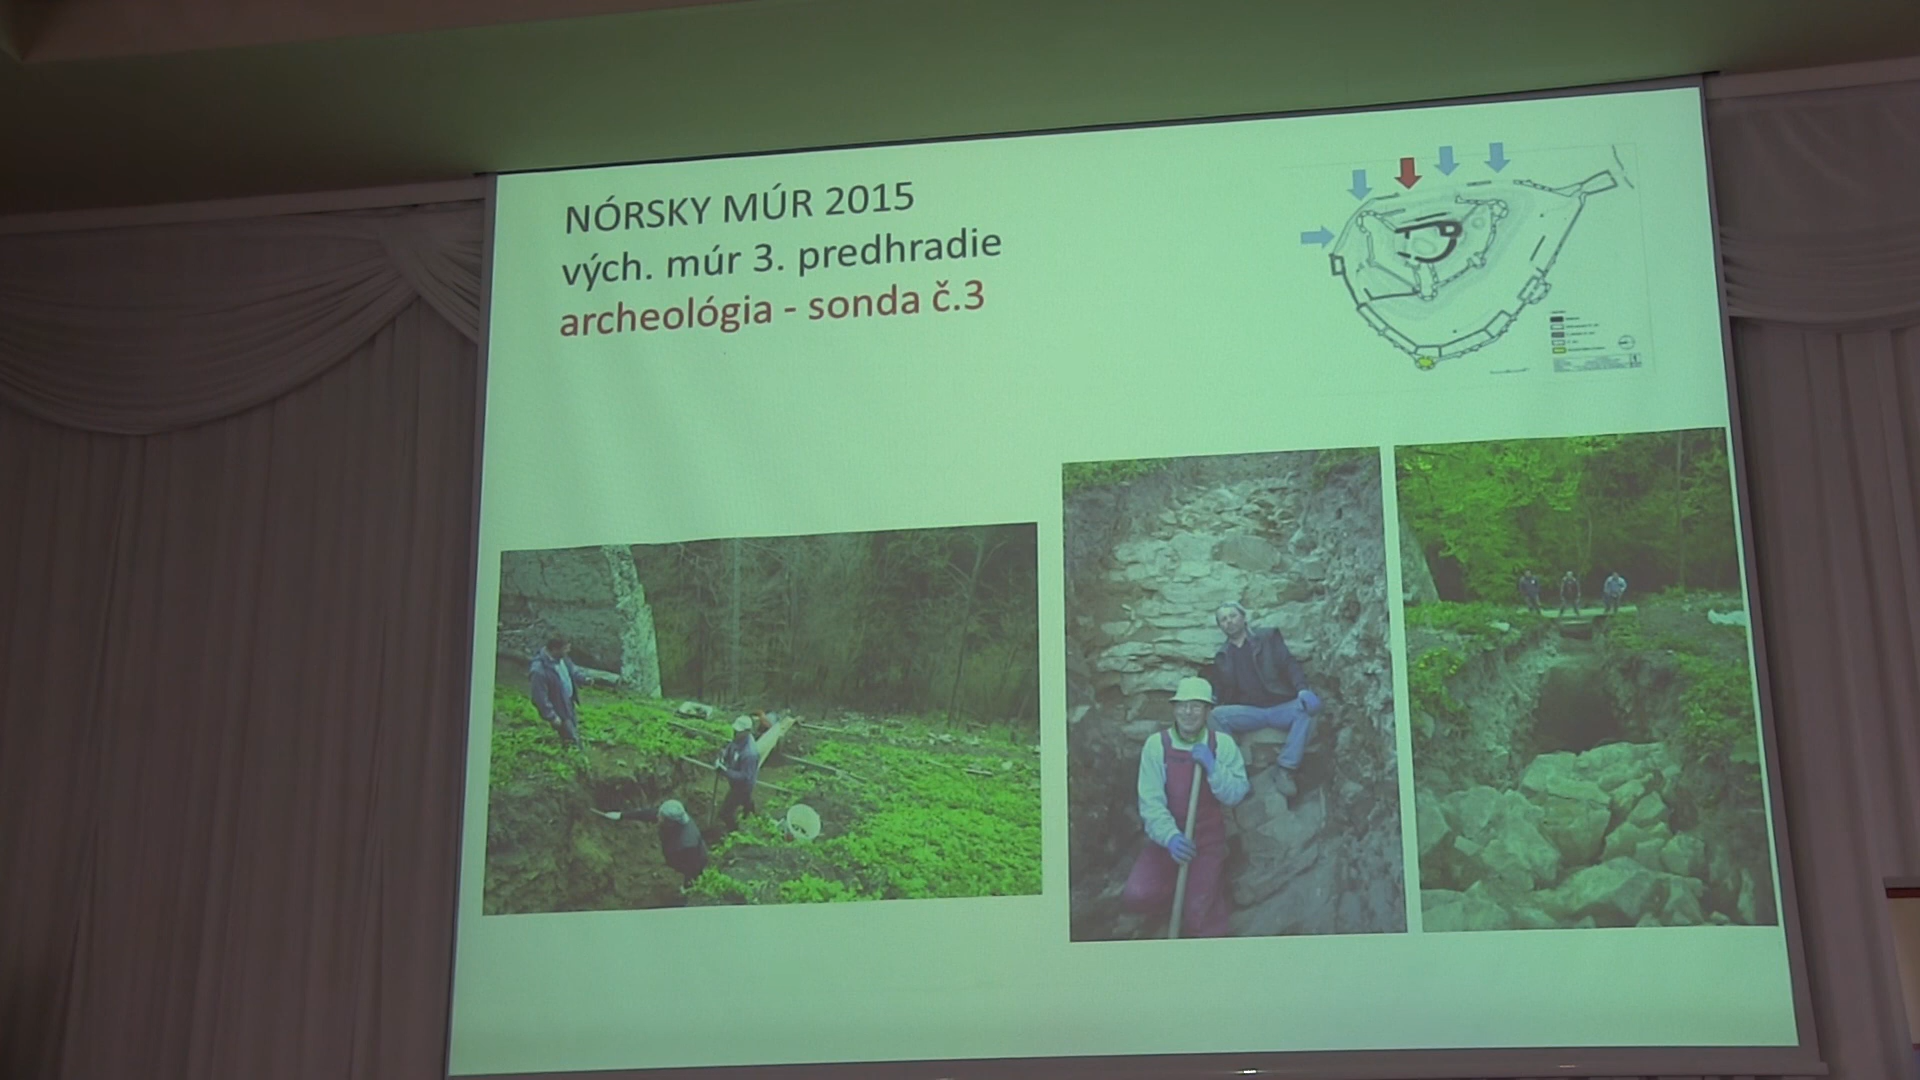 NÓRSKY MÚR 2015
vých. múr 3. predhradie
archeológia - sonda č.3